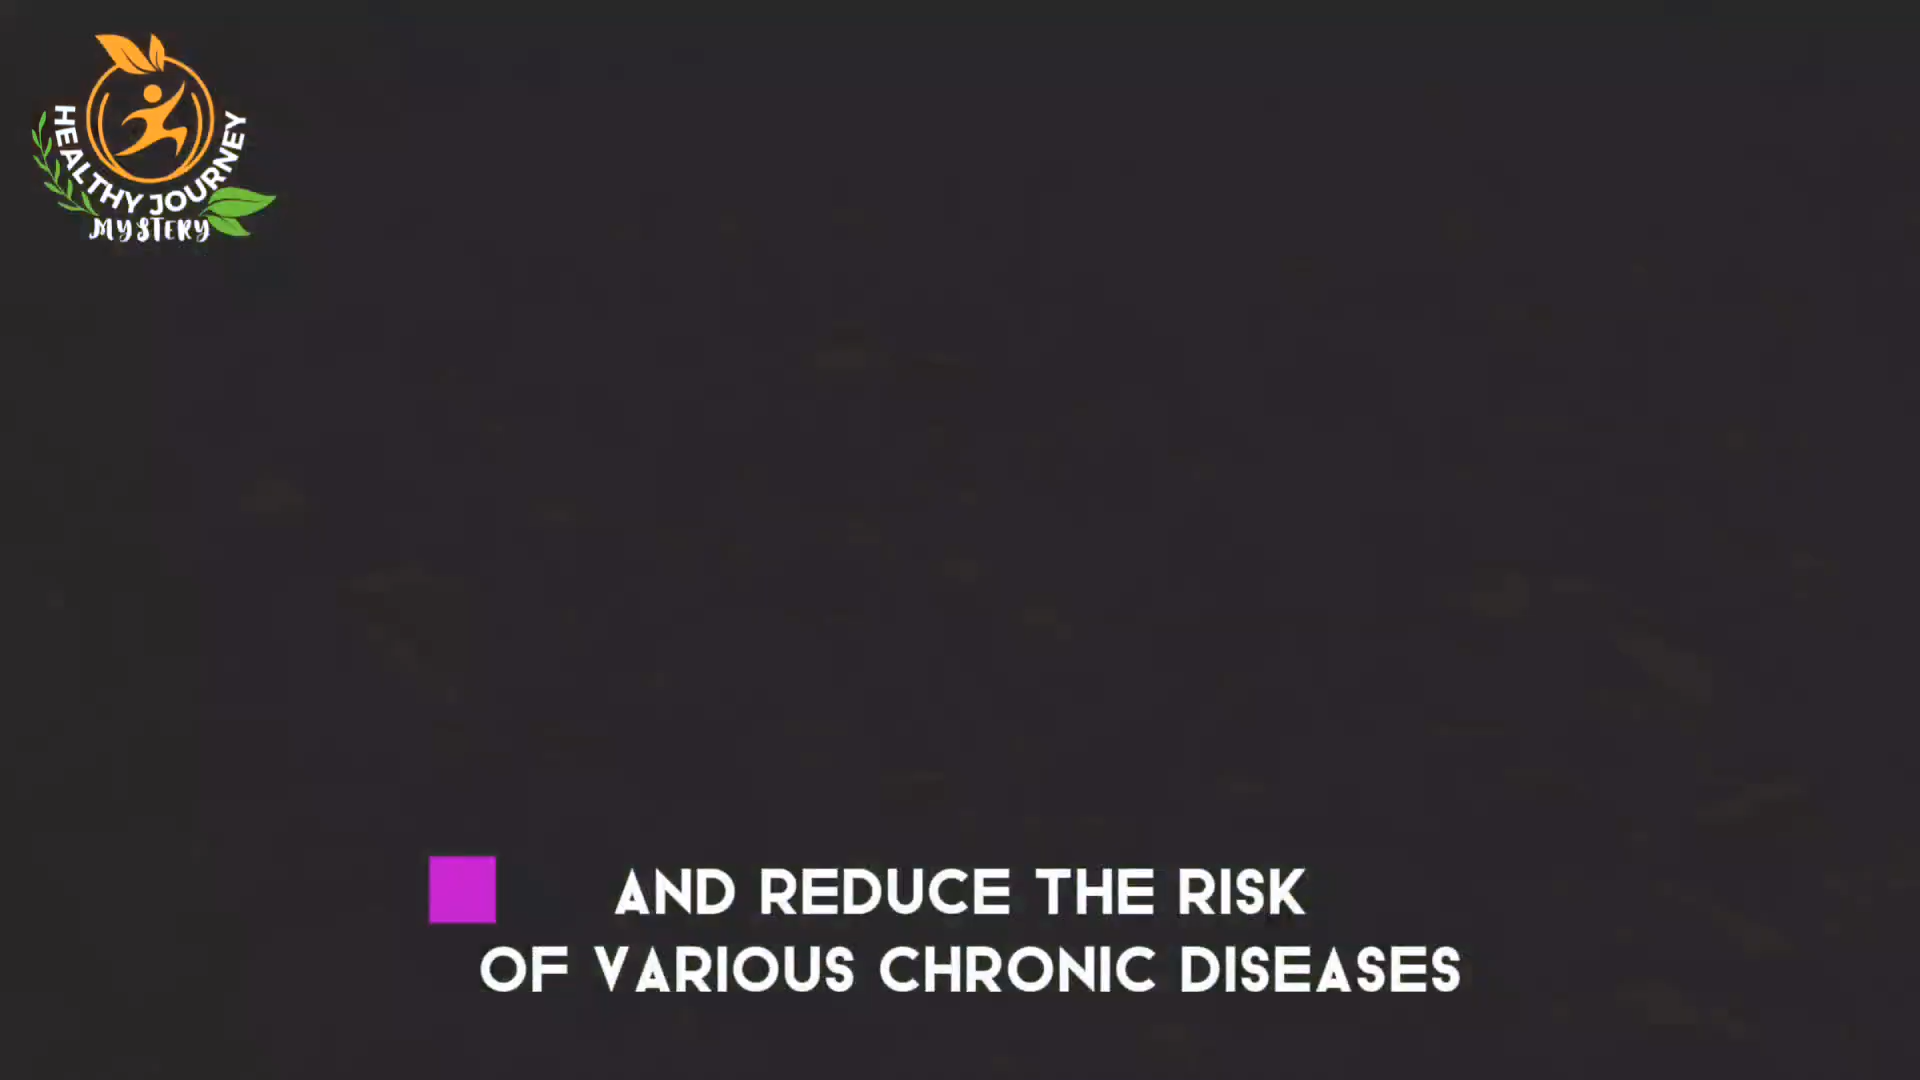 HEALTHY JOURNEY
MYSTERY
AND REDUCE THE RISK
OF VARIOUS CHRONIC DISEASES